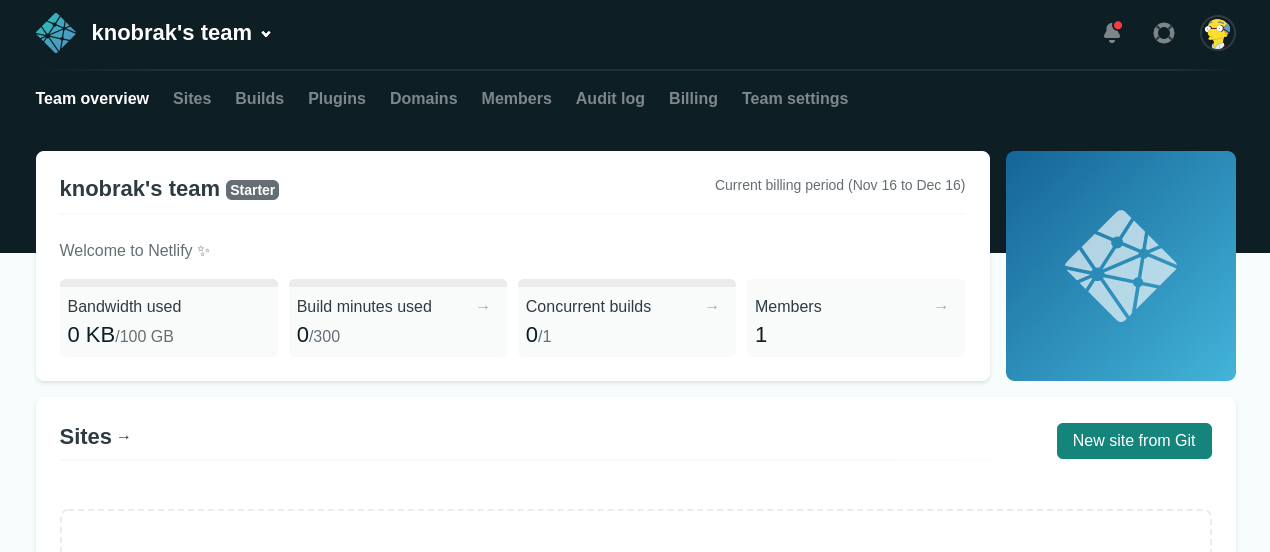 knobrak's team
Team overview Sites Builds Plugins Domains Members Audit log Billing Team settings
knobrak's team Starter
Current billing period (Nov 16 to Dec 16)
Welcome to Netlify ✨
Bandwidth used
0 KB/100 GB
Build minutes used →
0/300
Concurrent builds →
0/1
Members →
1
Sites →
New site from Git